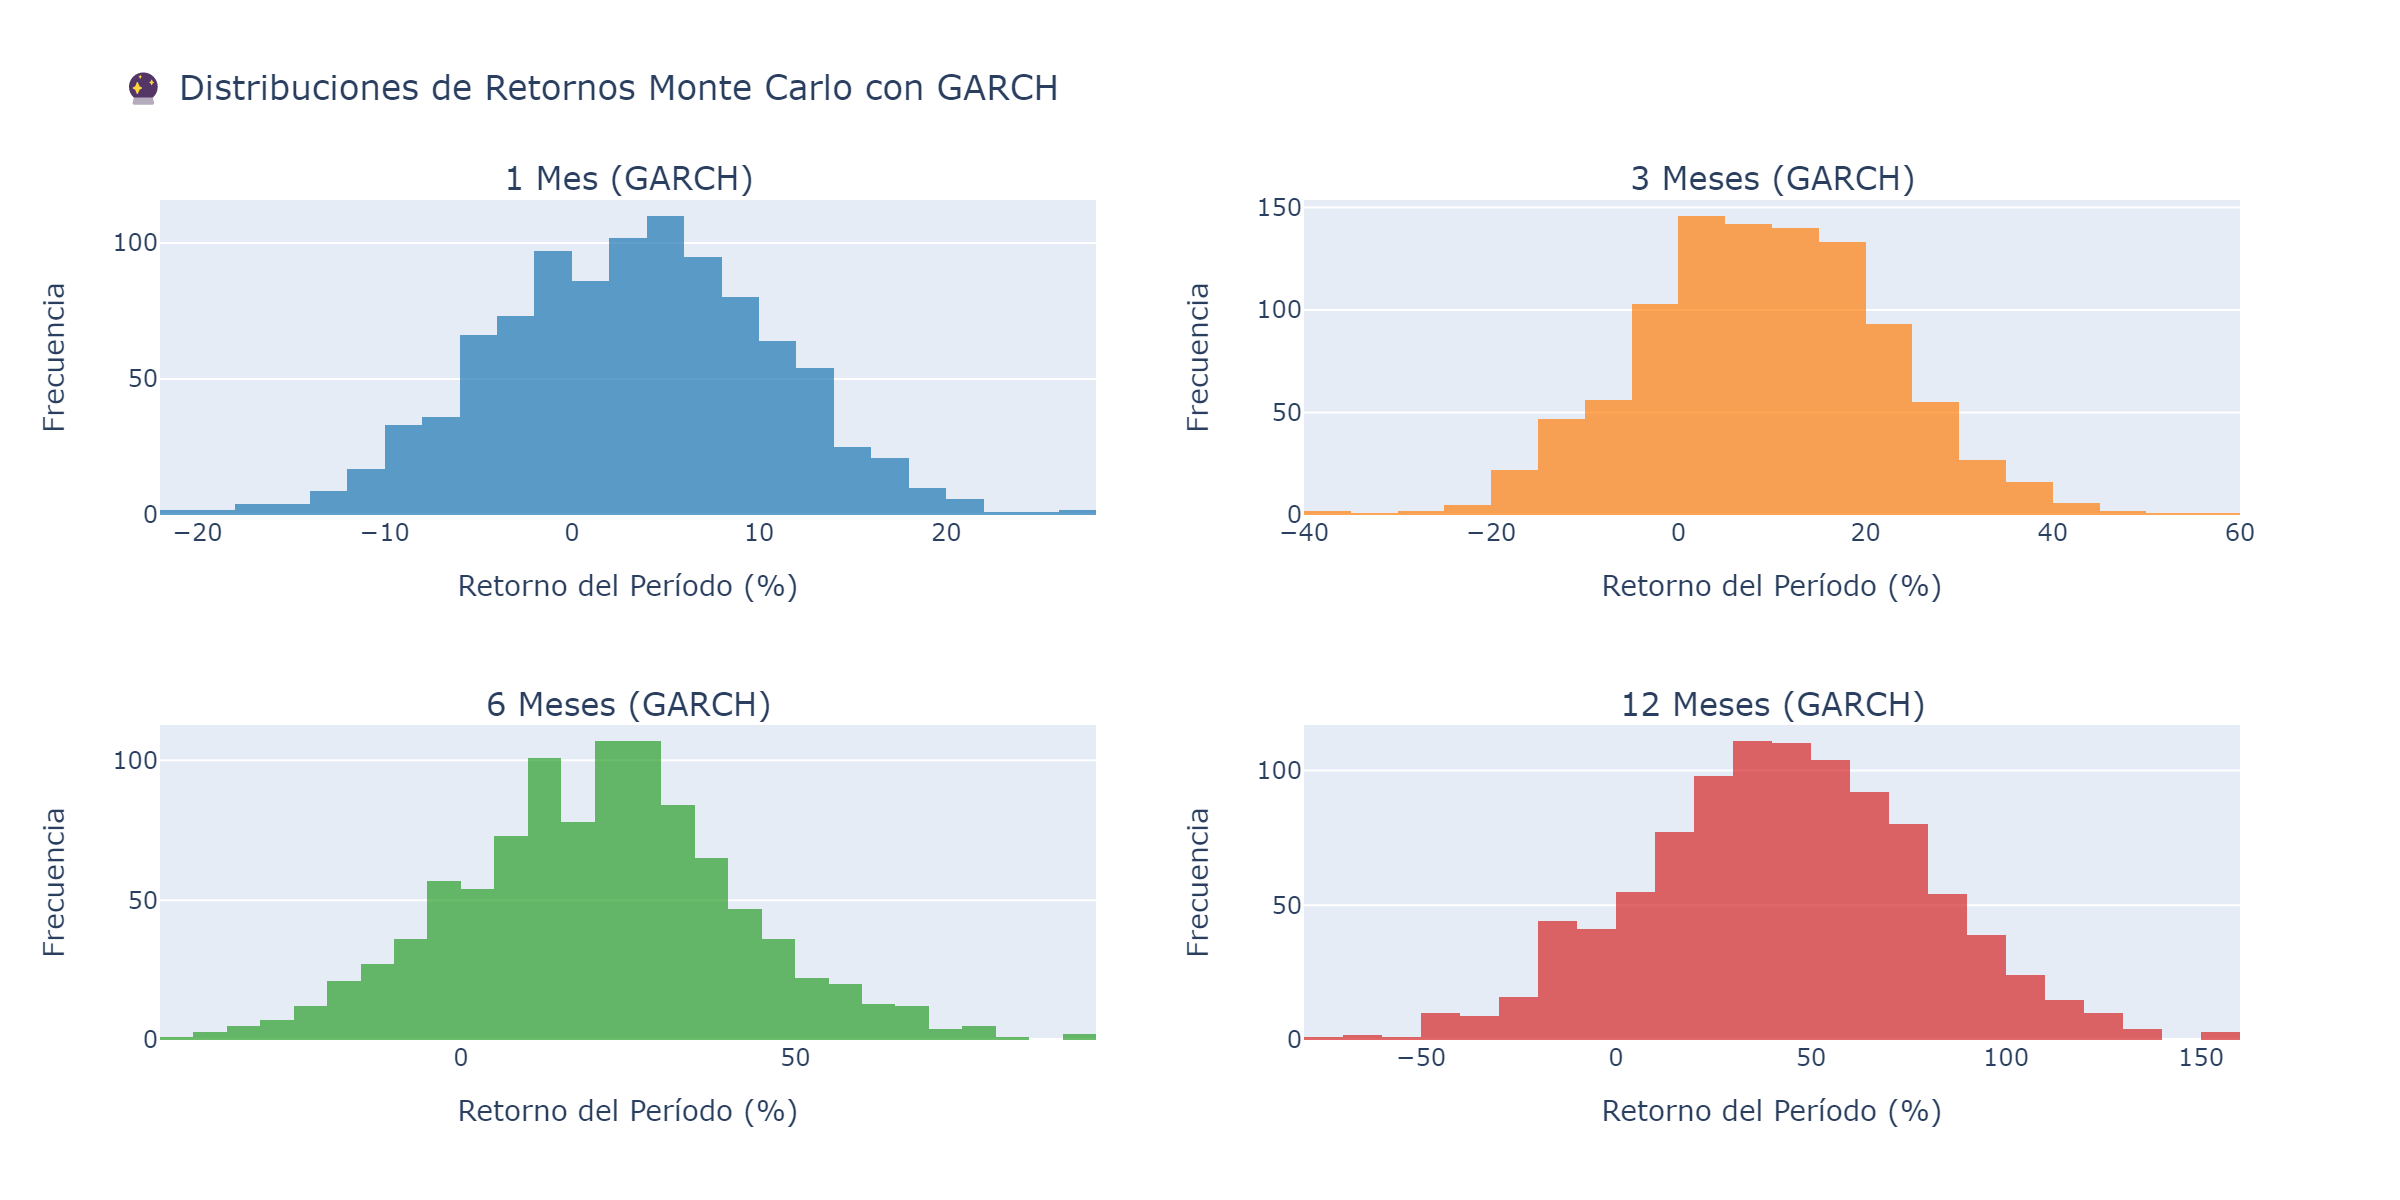 🔮 Distribuciones de Retornos Monte Carlo con GARCH
1 Mes (GARCH)
100
50
0
Frecuencia
−20 −10 0 10 20
Retorno del Período (%)
3 Meses (GARCH)
150
100
50
0
Frecuencia
−40 −20 0 20 40 60
Retorno del Período (%)
6 Meses (GARCH)
100
50
0
Frecuencia
0 50
Retorno del Período (%)
12 Meses (GARCH)
100
50
0
Frecuencia
−50 0 50 100 150
Retorno del Período (%)